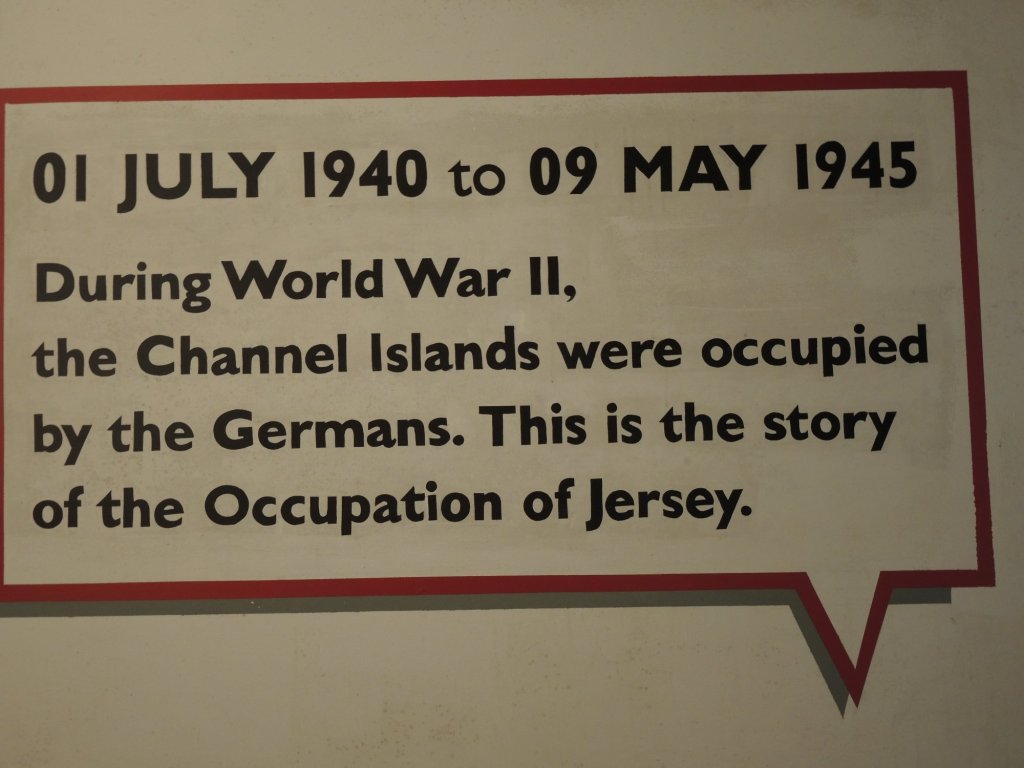 01 JULY 1940 to 09 MAY 1945
During World War II,
the Channel Islands were occupied
by the Germans. This is the story
of the Occupation of Jersey.